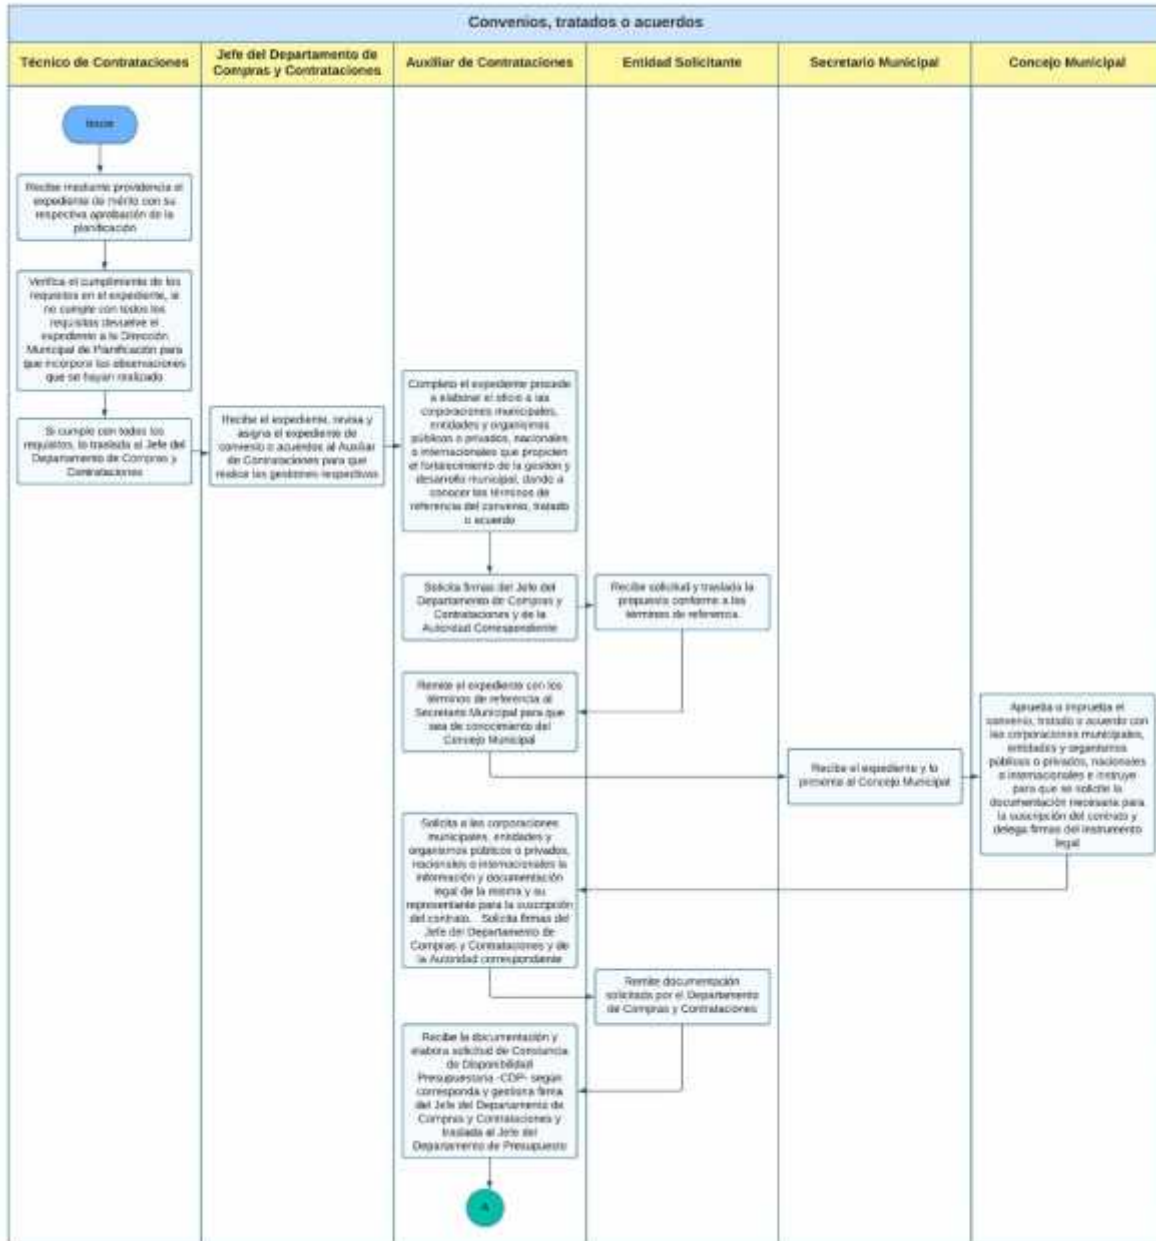 Convenios, tratados o acuerdos
Técnico de Contrataciones
Jefe del Departamento de
Compras y Contrataciones
Auxiliar de Contrataciones
Entidad Solicitante
Secretario Municipal
Concejo Municipal
Inicio
Recibe mediante providencia el
expediente de mérito con su
respectiva aprobación de la
planificación
Verifica el cumplimiento de los
requisitos en el expediente, si
no cumple con todos los
requisitos devuelve el
expediente a la Dirección
Municipal de Planificación para
que incorpore las observaciones
que se hayan realizado
Si cumple con todos los
requisitos, lo traslada al Jefe del
Departamento de Compras y
Contrataciones
Recibe el expediente, revisa y
asigna el expediente de
convenio o acuerdos al Auxiliar
de Contrataciones para que
realice las gestiones respectivas
Completo el expediente procede
a elaborar el oficio a las
corporaciones municipales,
entidades y organismos
públicos o privados, nacionales
o internacionales que propicien
el fortalecimiento de la gestión y
desarrollo municipal, dando a
conocer los términos de
referencia del convenio, tratado
o acuerdo
Solicita firmas del Jefe del
Departamento de Compras y
Contrataciones y de la
Autoridad Correspondiente
Recibe solicitud y traslada la
propuesta conforme a los
términos de referencia.
Remite el expediente con los
términos de referencia al
Secretario Municipal para que
sea de conocimiento del
Concejo Municipal
Recibe el expediente y lo
presenta al Concejo Municipal
Aprueba o imprueba el
convenio, tratado o acuerdo con
las corporaciones municipales,
entidades y organismos
públicos o privados, nacionales
o internacionales e instruye
para que se solicite la
documentación necesaria para
la suscripción del contrato y
delega firmas del instrumento
legal
Solicita a las corporaciones
municipales, entidades y
organismos públicos o privados,
nacionales o internacionales la
información y documentación
legal de la misma y su
representante para la suscripción
del contrato. Solicita firmas del
Jefe del Departamento de
Compras y Contrataciones y de
la Autoridad correspondiente
Remite documentación
solicitada por el Departamento
de Compras y Contrataciones
Recibe la documentación y
elabora solicitud de Constancia
de Disponibilidad
Presupuestaria -CDP- según
corresponda y gestiona firma
del Jefe del Departamento de
Compras y Contrataciones y
traslada al Jefe del
Departamento de Presupuesto
A